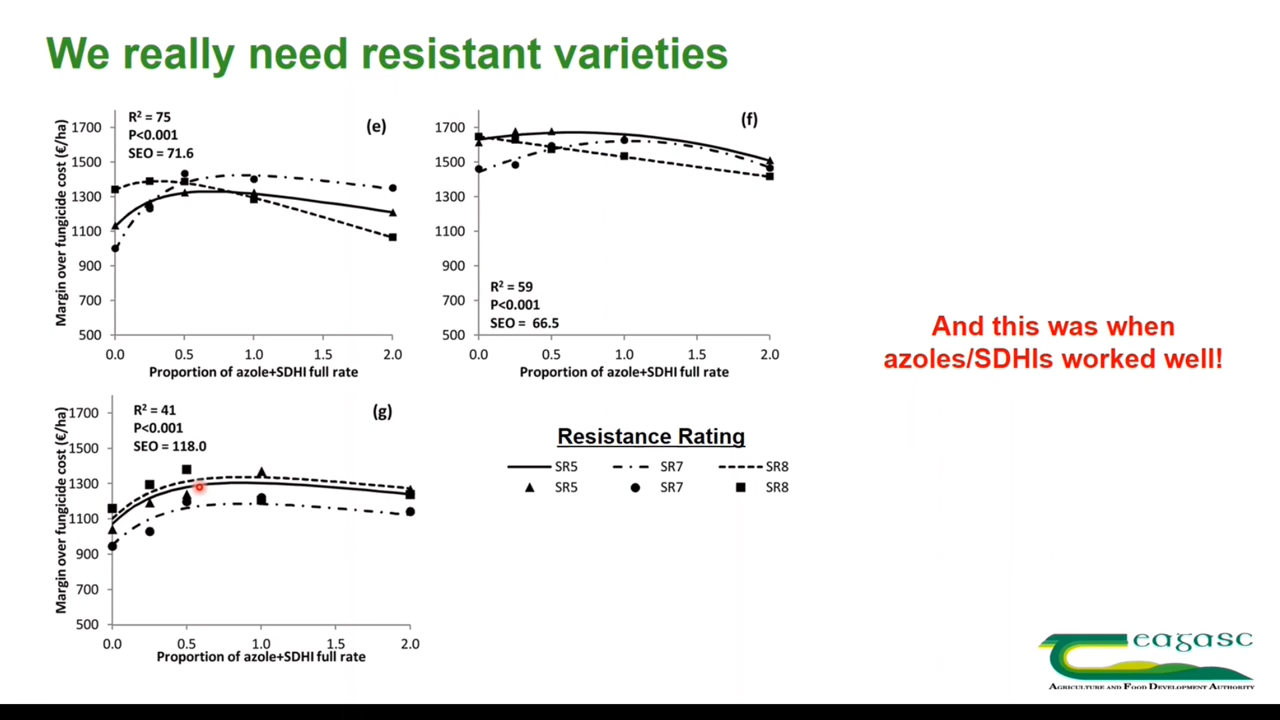 We really need resistant varieties
Margin over fungicide cost (€/ha)
R² = 75
P<0.001
SEO = 71.6
(e)
1700
1500
1300
1100
900
700
500
0.0 0.5 1.0 1.5 2.0
Proportion of azole+SDHI full rate
(f)
1700
1500
1300
1100
900
700
500
R² = 59
P<0.001
SEO = 66.5
0.0 0.5 1.0 2.0
Proportion of azole+SDHI full rate
And this was when
azoles/SDHIs worked well!
Margin over fungicide cost (€/ha)
R² = 41
P<0.001
SEO = 118.0
(g)
1700
1500
1300
1100
900
700
500
0.0 0.5 1.0 1.5 2.0
Proportion of azole+SDHI full rate
Resistance Rating
SR5 SR7 SR8
SR5 SR7 SR8
Teagasc
AGRICULTURE AND FOOD DEVELOPMENT AUTHORITY